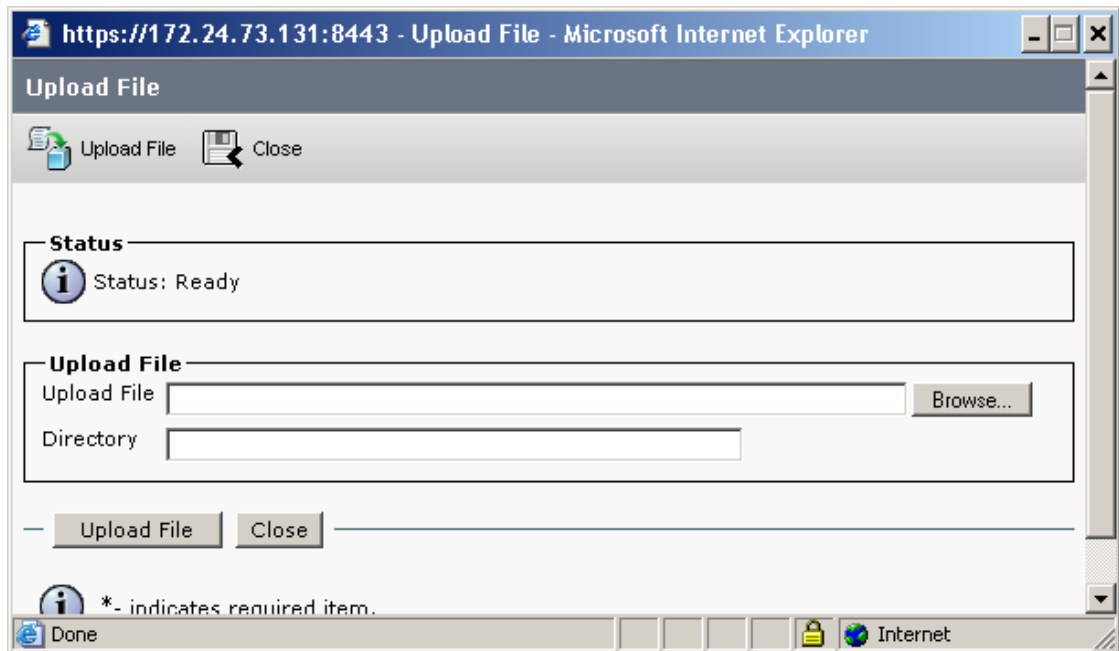 https://172.24.73.131:8443 - Upload File - Microsoft Internet Explorer
Upload File
Upload File Close
Status
Status: Ready
Upload File
Upload File Browse...
Directory
Upload File Close
*- indicates required item.
Done Internet